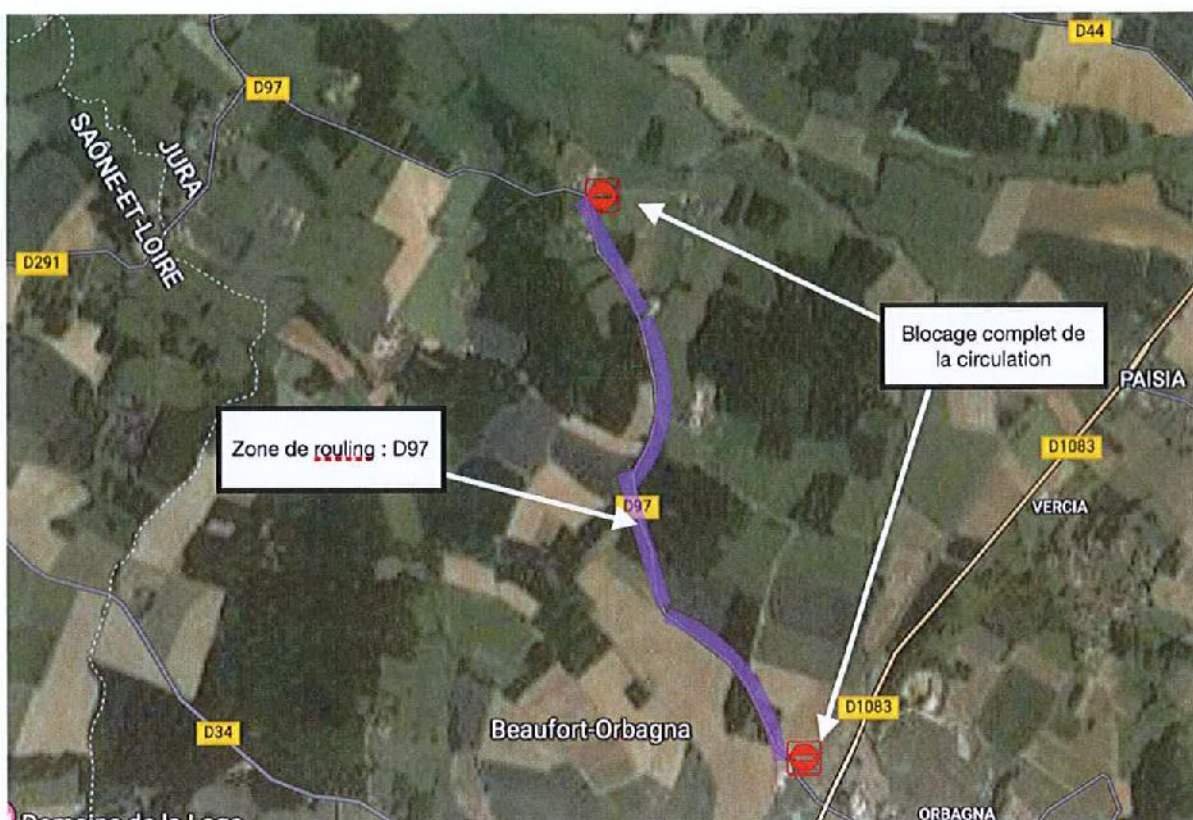 D44
D97
SAÔNE-ET-LOIRE
JURA
D291
Blocage complet de
la circulation
PAISIA
Zone de rouling : D97
D1083
D97
VERCIA
D1083
Beaufort-Orbagna
D34
ORBAGNA